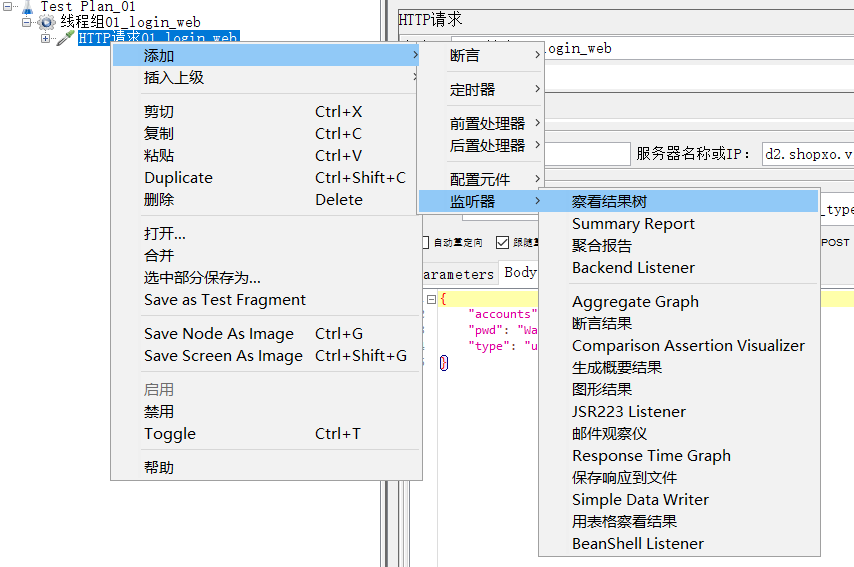 Test Plan_01
线程组01_login_web
HTTP请求01_login_web
HTTP请求
login_web
添加
插入上级
剪切 Ctrl+X
复制 Ctrl+C
粘贴 Ctrl+V
Duplicate Ctrl+Shift+C
删除 Delete
打开...
合并
选中部分保存为...
Save as Test Fragment
Save Node As Image Ctrl+G
Save Screen As Image Ctrl+Shift+G
启用
禁用
Toggle Ctrl+T
帮助
断言
定时器
前置处理器
后置处理器
配置元件
监听器
服务器名称或IP： d2.shopxo.v
_type
自动重定向 跟随重
POST
arameters Body
{
"accounts"
"pwd": "Wa
"type": "u
}
察看结果树
Summary Report
聚合报告
Backend Listener
Aggregate Graph
断言结果
Comparison Assertion Visualizer
生成概要结果
图形结果
JSR223 Listener
邮件观察仪
Response Time Graph
保存响应到文件
Simple Data Writer
用表格察看结果
BeanShell Listener